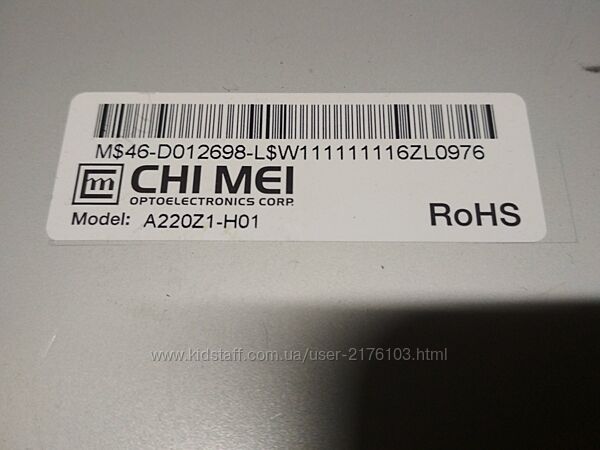 M$46-D012698-L$W111111116ZL0976
CHI MEI
OPTOELECTRONICS CORP.
Model: A220Z1-H01
RoHS
www.kidstaff.com.ua/user-2176103.html